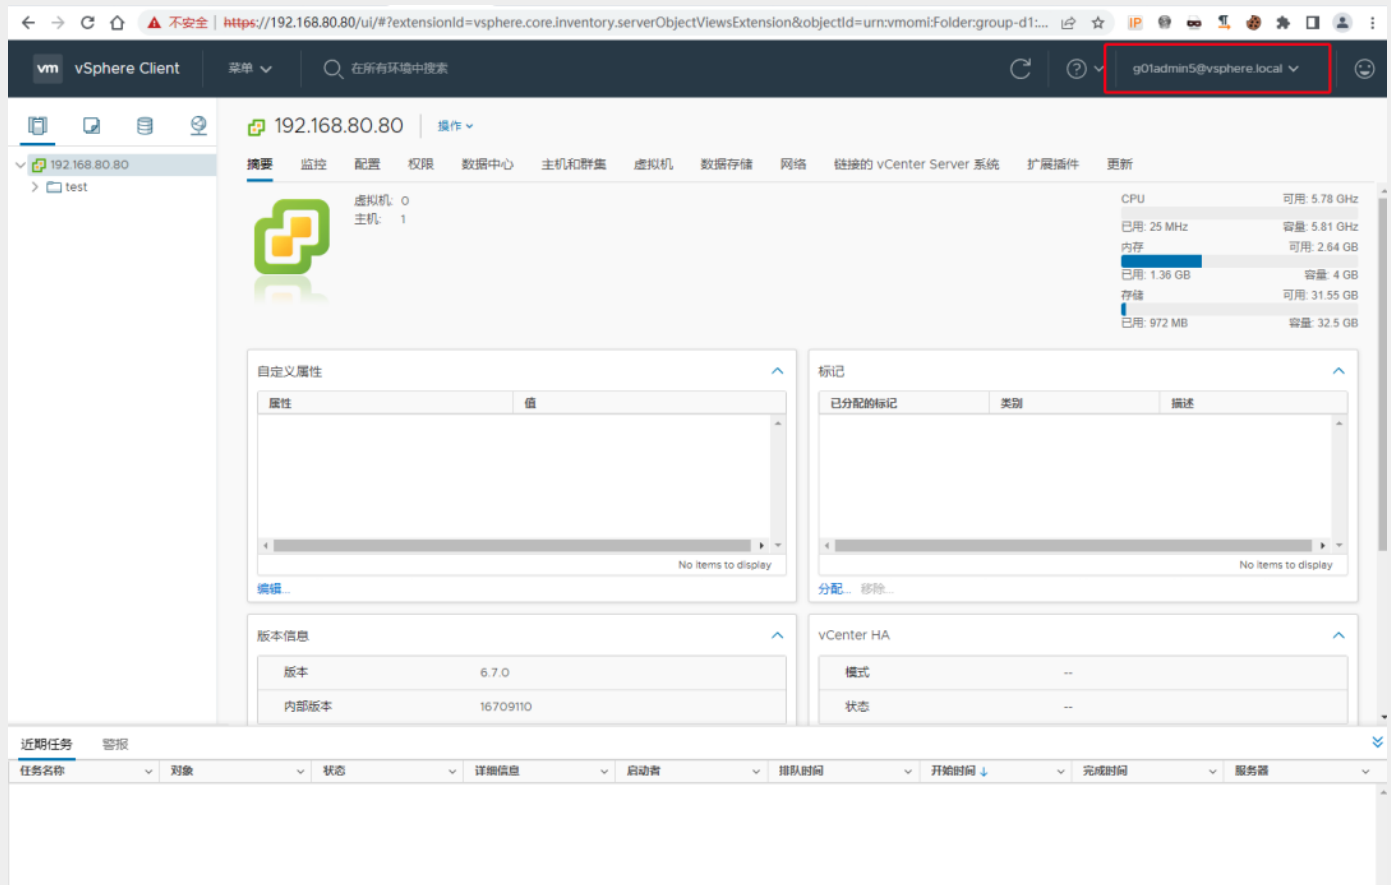 不安全 https://192.168.80.80/ui/#?extensionId=vsphere.core.inventory.serverObjectViewsExtension&objectId=urn:vmomi:Folder:group-d1:...
IP
vm vSphere Client 菜单 在所有环境中搜索 g01admin5@vsphere.local
192.168.80.80 操作
192.168.80.80
test
摘要 监控 配置 权限 数据中心 主机和群集 虚拟机 数据存储 网络 链接的 vCenter Server 系统 扩展插件 更新
虚拟机: 0
主机: 1
CPU 可用: 5.78 GHz
已用: 25 MHz 容量: 5.81 GHz
内存 可用: 2.64 GB
已用: 1.36 GB 容量: 4 GB
存储 可用: 31.55 GB
已用: 972 MB 容量: 32.5 GB
自定义属性
属性 值
No items to display
编辑...
标记
已分配的标记 类别 描述
No items to display
分配... 移除...
版本信息
版本 6.7.0
内部版本 16709110
vCenter HA
模式 --
状态 --
近期任务 警报
任务名称 对象 状态 详细信息 启动者 排队时间 开始时间 完成时间 服务器